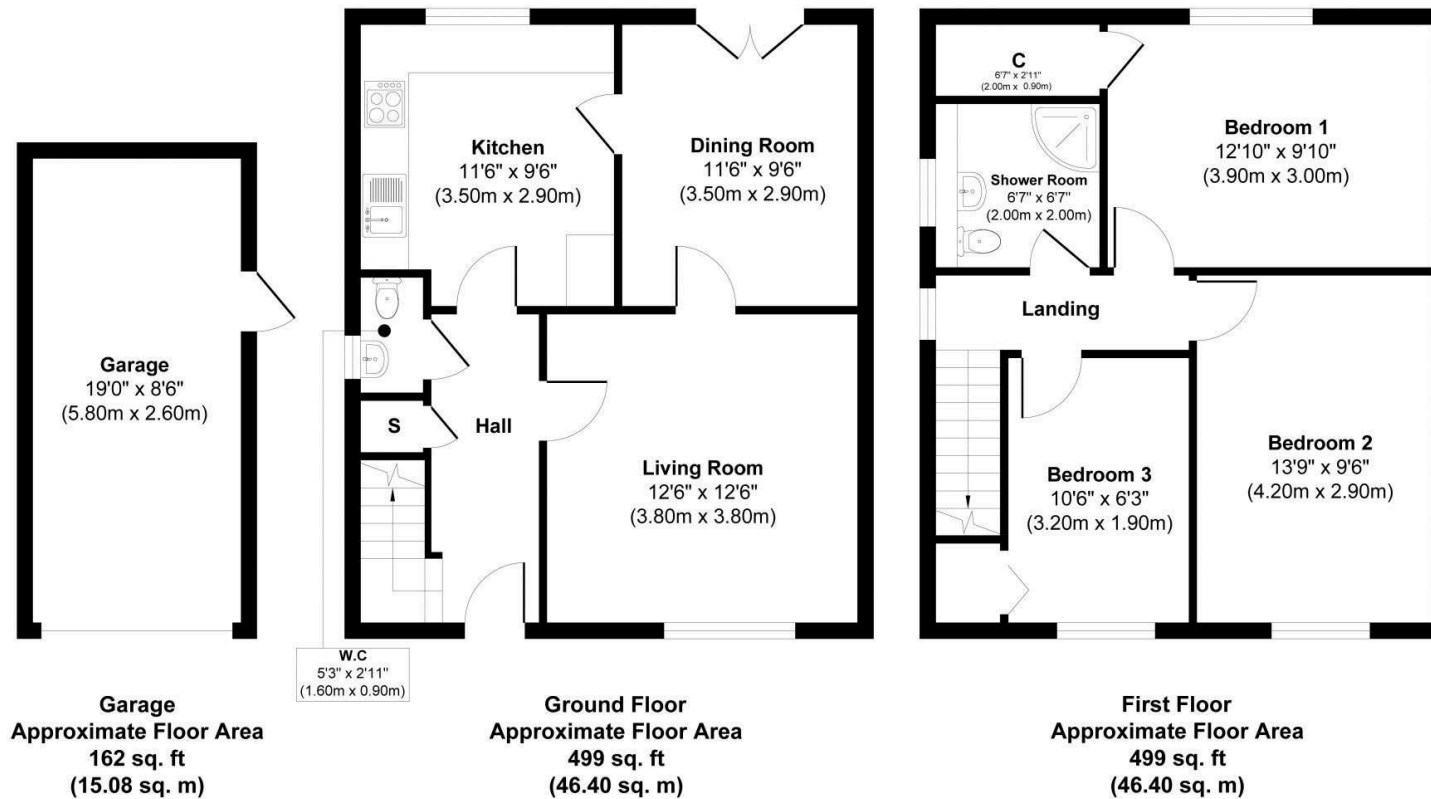 Garage
19'0" x 8'6"
(5.80m x 2.60m)
Garage
Approximate Floor Area
162 sq. ft
(15.08 sq. m)
Kitchen
11'6" x 9'6"
(3.50m x 2.90m)
Dining Room
11'6" x 9'6"
(3.50m x 2.90m)
S
Hall
Living Room
12'6" x 12'6"
(3.80m x 3.80m)
W.C
5'3" x 2'11"
(1.60m x 0.90m)
Ground Floor
Approximate Floor Area
499 sq. ft
(46.40 sq. m)
C
6'7" x 2'11"
(2.00m x 0.90m)
Bedroom 1
12'10" x 9'10"
(3.90m x 3.00m)
Shower Room
6'7" x 6'7"
(2.00m x 2.00m)
Landing
Bedroom 2
13'9" x 9'6"
(4.20m x 2.90m)
Bedroom 3
10'6" x 6'3"
(3.20m x 1.90m)
First Floor
Approximate Floor Area
499 sq. ft
(46.40 sq. m)